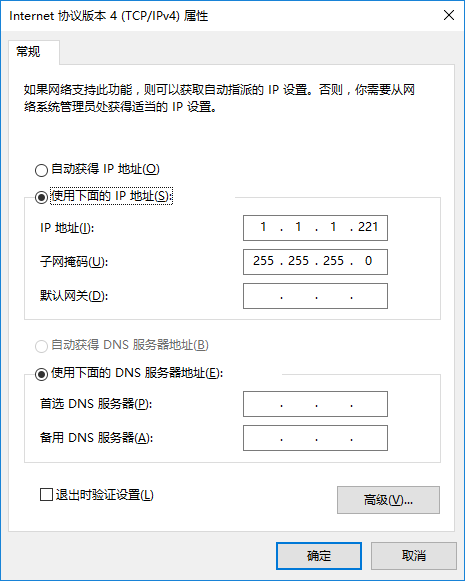 Internet 协议版本 4 (TCP/IPv4) 属性
常规
如果网络支持此功能，则可以获取自动指派的 IP 设置。否则，你需要从网
络系统管理员处获得适当的 IP 设置。
自动获得 IP 地址(O)
使用下面的 IP 地址(S):
IP 地址(I): 1 . 1 . 1 . 221
子网掩码(U): 255 . 255 . 255 . 0
默认网关(D): . . .
自动获得 DNS 服务器地址(B)
使用下面的 DNS 服务器地址(E):
首选 DNS 服务器(P): . . .
备用 DNS 服务器(A): . . .
退出时验证设置(L)
高级(V)...
确定 取消